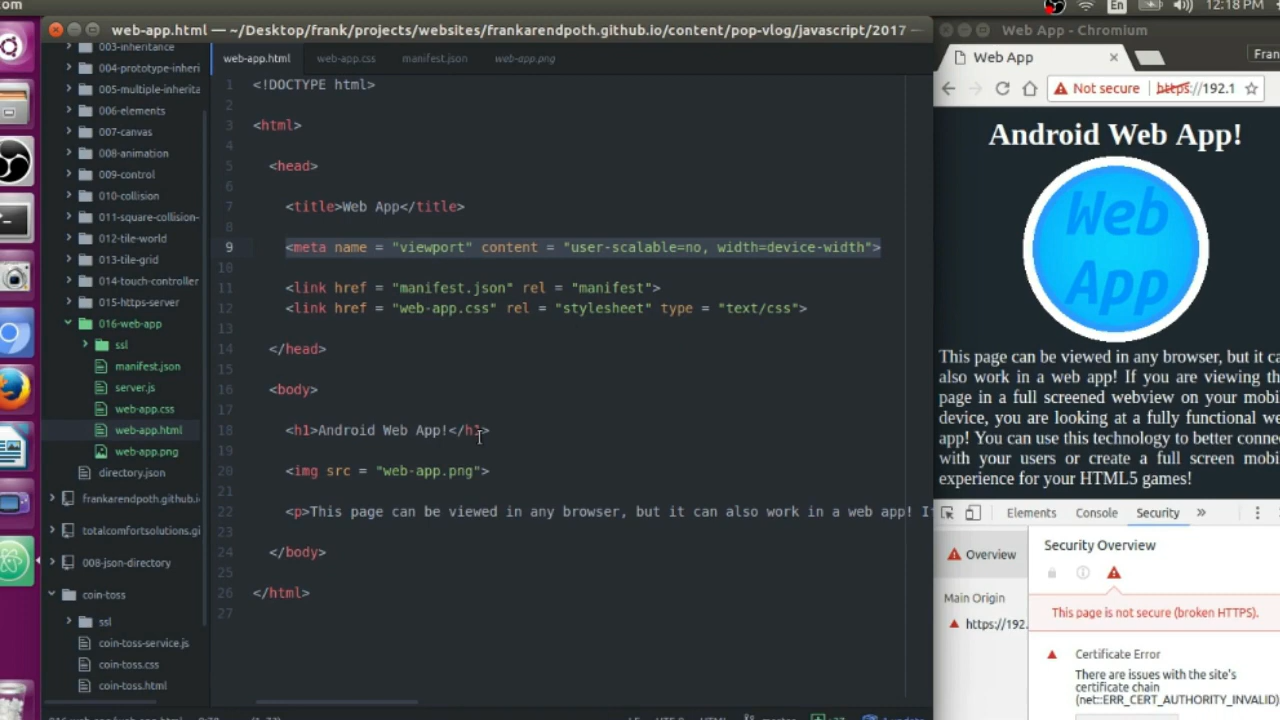 om
En
12:18 PM
web-app.html — ~/Desktop/frank/projects/websites/frankarendpoth.github.io/content/pop-vlog/javascript/2017 —
Web App - Chromium
003-inheritance
004-prototype-inheri
005-multiple-inherita
006-elements
007-canvas
008-animation
009-control
010-collision
011-square-collision-
012-tile-world
013-tile-grid
014-touch-controller
015-https-server
016-web-app
ssl
manifest.json
server.js
web-app.css
web-app.html
web-app.png
directory.json
frankarendpoth.github.i
totalcomfortsolutions.gi
008-json-directory
coin-toss
ssl
coin-toss-service.js
coin-toss.css
coin-toss.html
web-app.html web-app.css manifest.json web-app.png
1 <!DOCTYPE html>
2
3 <html>
4
5 <head>
6
7 <title>Web App</title>
8
9 <meta name = "viewport" content = "user-scalable=no, width=device-width">
10
11 <link href = "manifest.json" rel = "manifest">
12 <link href = "web-app.css" rel = "stylesheet" type = "text/css">
13
14 </head>
15
16 <body>
17
18 <h1>Android Web App!</h1>
19
20 <img src = "web-app.png">
21
22 <p>This page can be viewed in any browser, but it can also work in a web app! I
23
24 </body>
25
26 </html>
27
Web App
Fran
Not secure https://192.1
Android Web App!
Web
App
This page can be viewed in any browser, but it ca
also work in a web app! If you are viewing th
page in a full screened webview on your mobi
device, you are looking at a fully functional we
app! You can use this technology to better conne
with your users or create a full screen mobi
experience for your HTML5 games!
Elements Console Security »
Overview
Main Origin
https://192.
Security Overview
This page is not secure (broken HTTPS).
Certificate Error
There are issues with the site's
certificate chain
(net::ERR_CERT_AUTHORITY_INVALID)